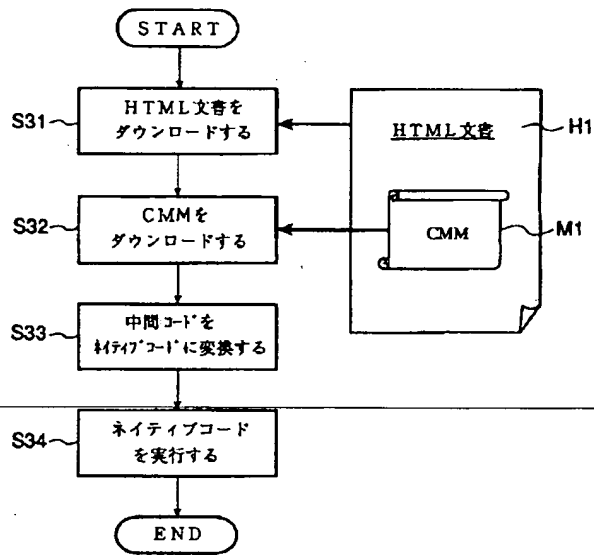 START
S31
HTML文書を
ダウンロードする
HTML文書
H1
S32
CMMを
ダウンロードする
CMM
M1
S33
中間コードを
ネイティブコードに変換する
S34
ネイティブコード
を実行する
END